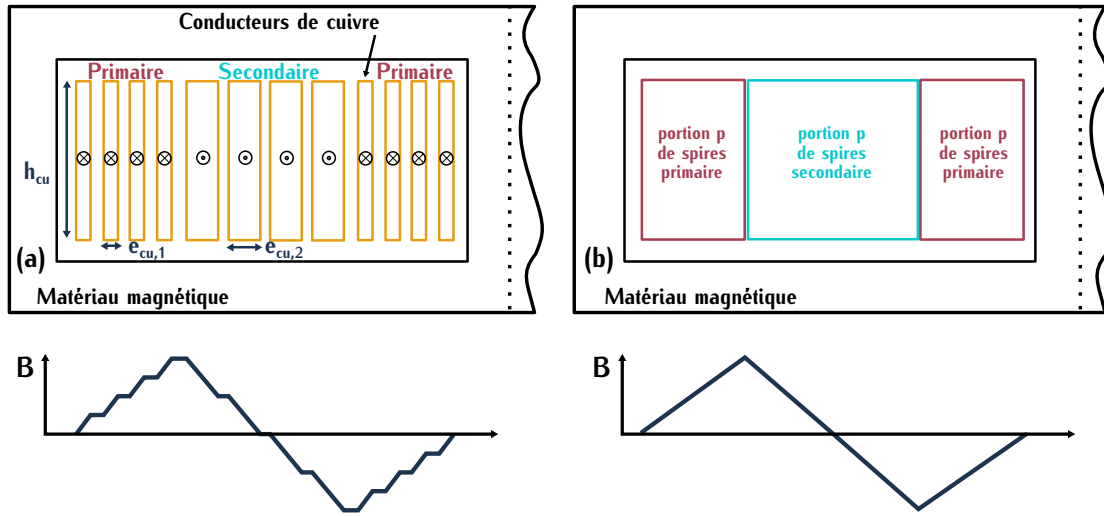 Conducteurs de cuivre
Primaire Secondaire Primaire
h_cu
e_cu,1 e_cu,2
(a)
Matériau magnétique
B
portion p
de spires
primaire
portion p
de spires
secondaire
portion p
de spires
primaire
(b)
Matériau magnétique
B